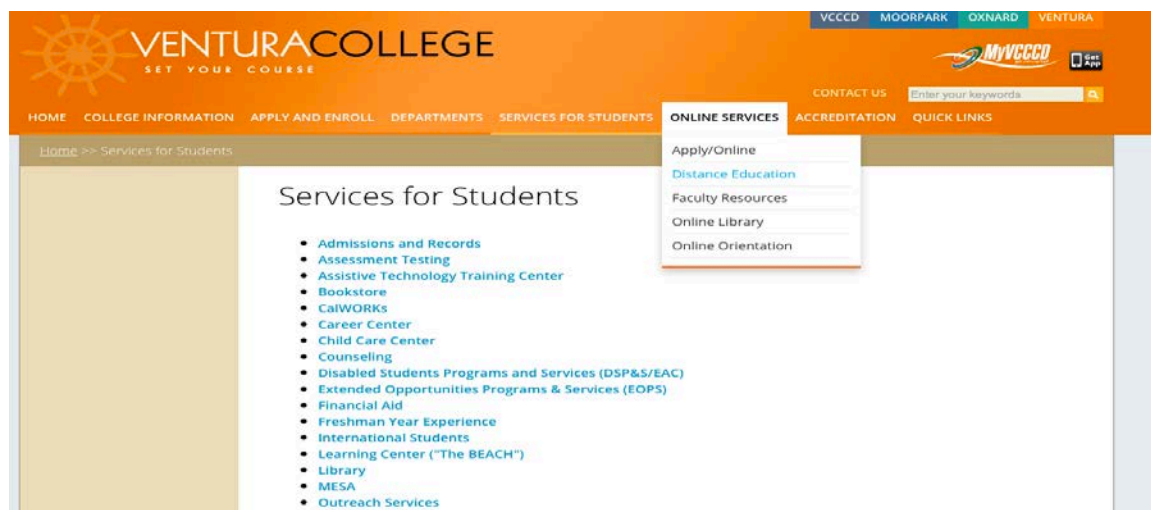 VCCCD MOORPARK OXNARD VENTURA
VENTURACOLLEGE
SET YOUR COURSE
MyVCCCD
Get App
CONTACT US Enter your keywords
HOME COLLEGE INFORMATION APPLY AND ENROLL DEPARTMENTS SERVICES FOR STUDENTS ONLINE SERVICES ACCREDITATION QUICK LINKS
Home >> Services for Students
Apply/Online
Distance Education
Faculty Resources
Online Library
Online Orientation
Services for Students
• Admissions and Records
• Assessment Testing
• Assistive Technology Training Center
• Bookstore
• CalWORKs
• Career Center
• Child Care Center
• Counseling
• Disabled Students Programs and Services (DSP&S/EAC)
• Extended Opportunities Programs & Services (EOPS)
• Financial Aid
• Freshman Year Experience
• International Students
• Learning Center ("The BEACH")
• Library
• MESA
• Outreach Services